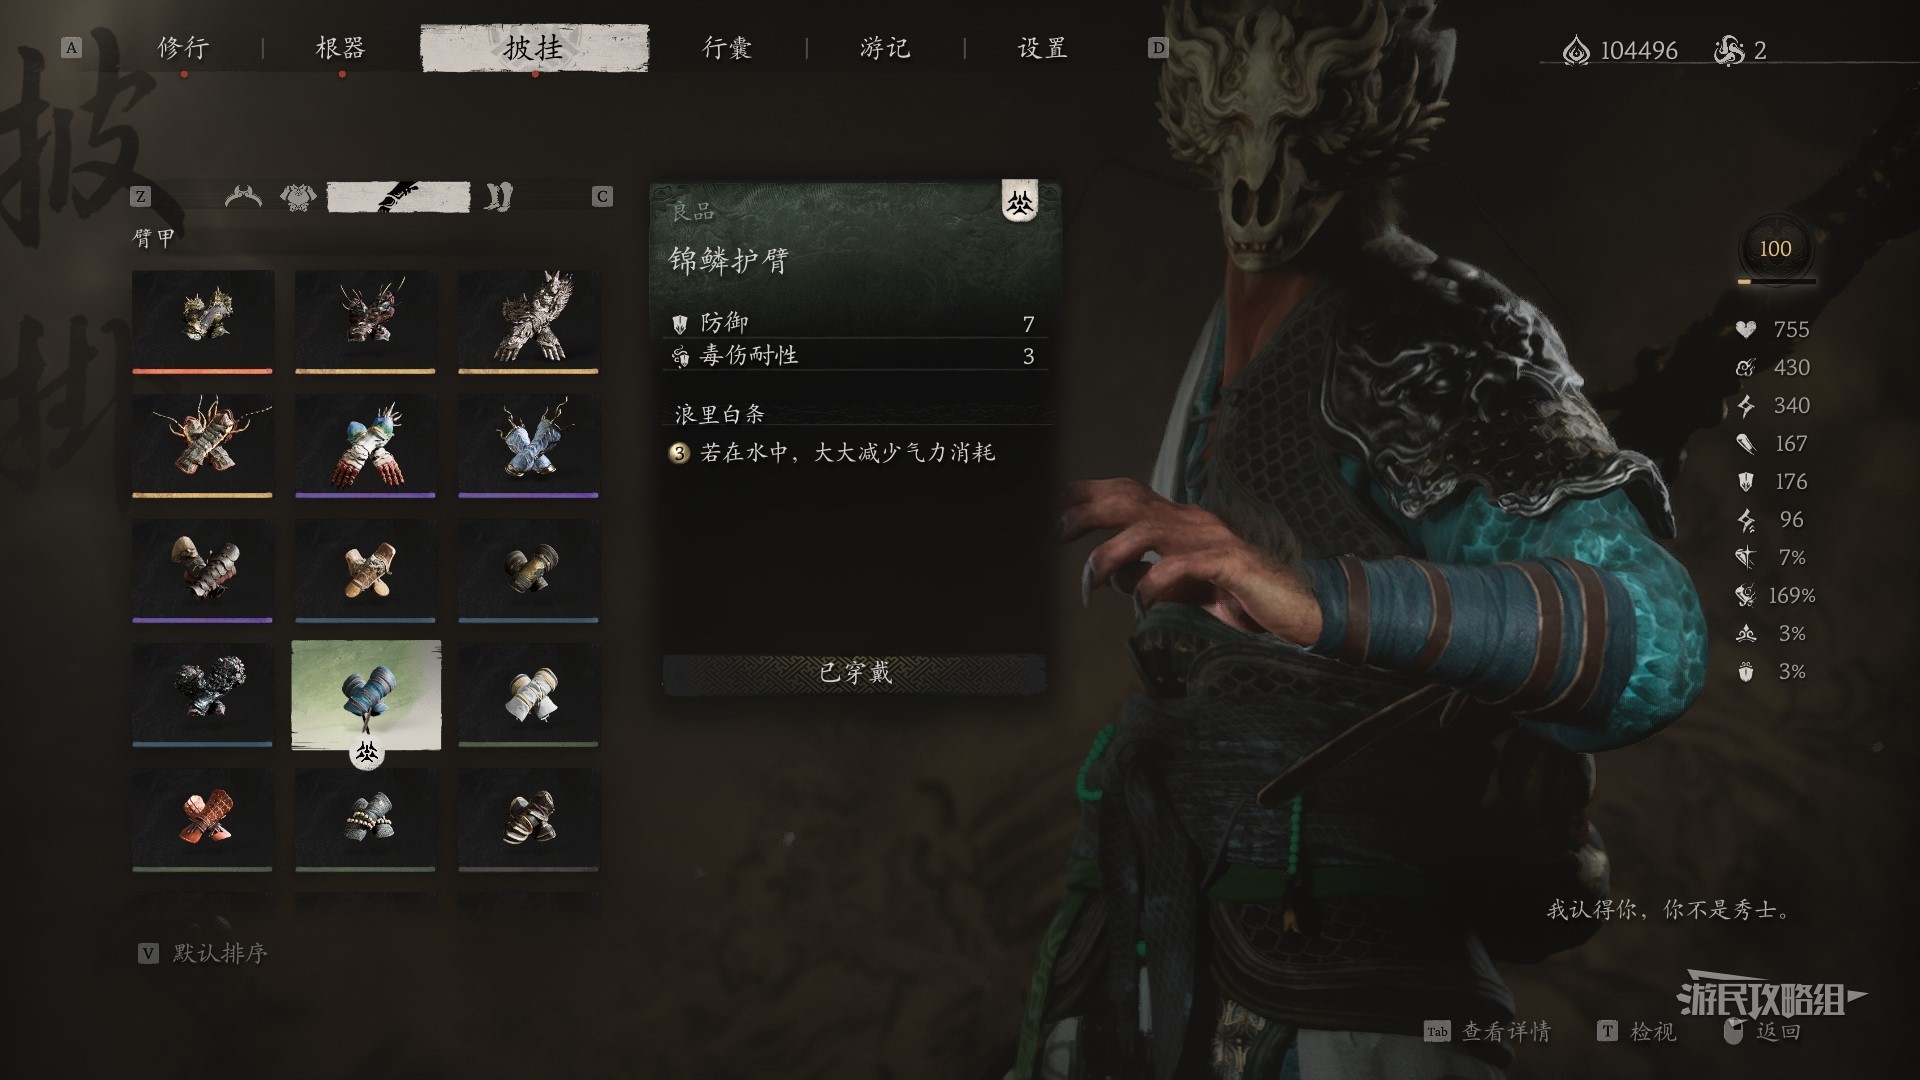 A 修行 根器 披挂 行囊 游记 设置 D
104496 2
披挂
Z C
臂甲
良品
锦鳞护臂
防御 7
毒伤耐性 3
浪里白条
3 若在水中，大大减少气力消耗
已穿戴
100
755
430
340
167
176
96
7%
169%
3%
3%
我认得你，你不是秀士。
V 默认排序
游民攻略组
Tab 查看详情 T 检视 返回